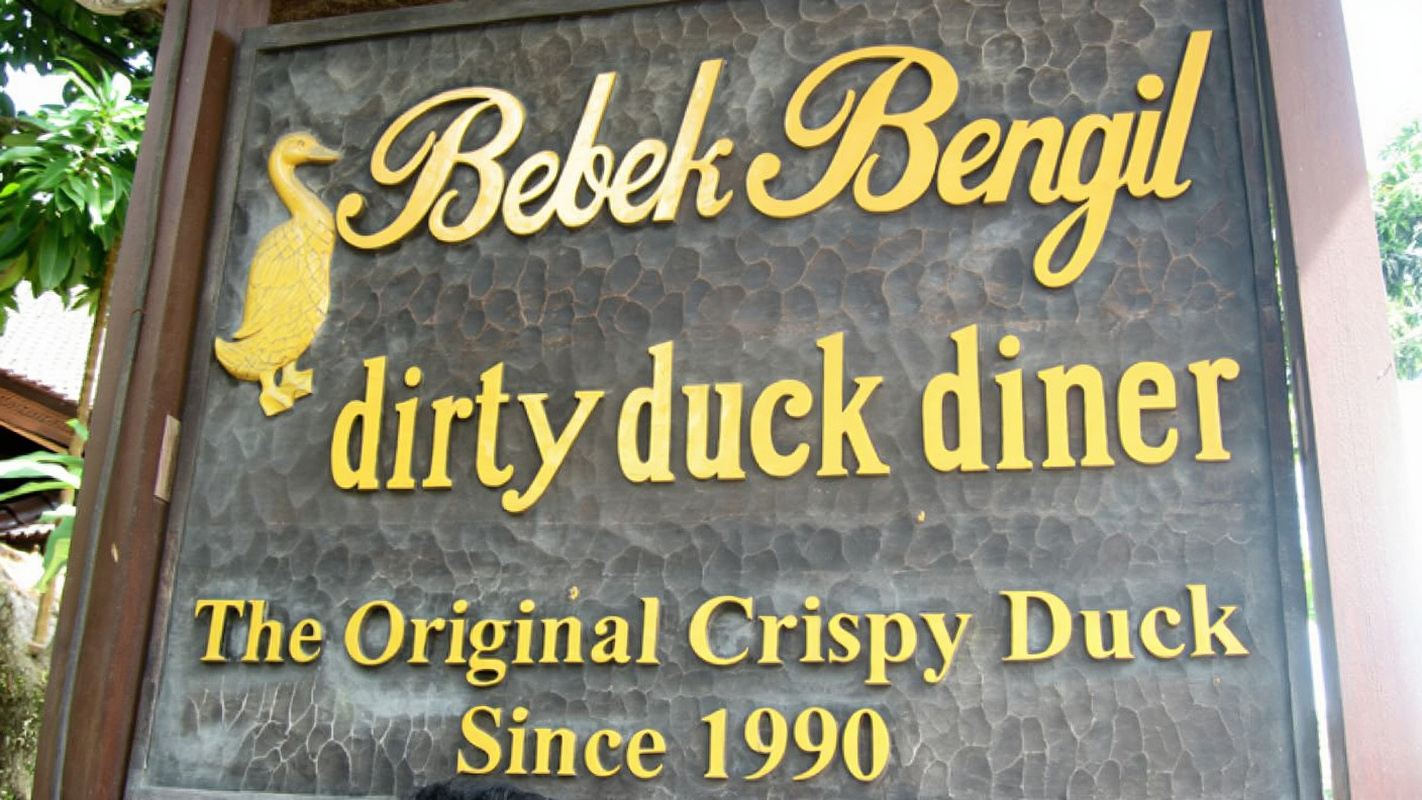 Bebek Bengil
dirty duck diner
The Original Crispy Duck
Since 1990